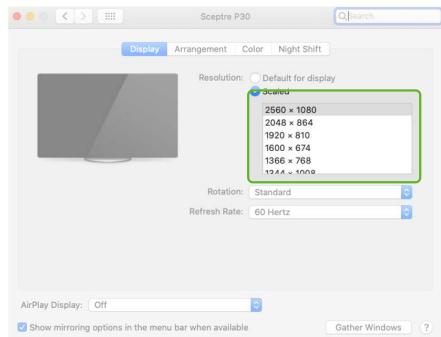 Sceptre P30
Search
Display Arrangement Color Night Shift
Resolution: Default for display
Scaled
2560 × 1080
2048 × 864
1920 × 810
1600 × 674
1366 × 768
1344 × 1008
Rotation: Standard
Refresh Rate: 60 Hertz
AirPlay Display: Off
Show mirroring options in the menu bar when available Gather Windows ?